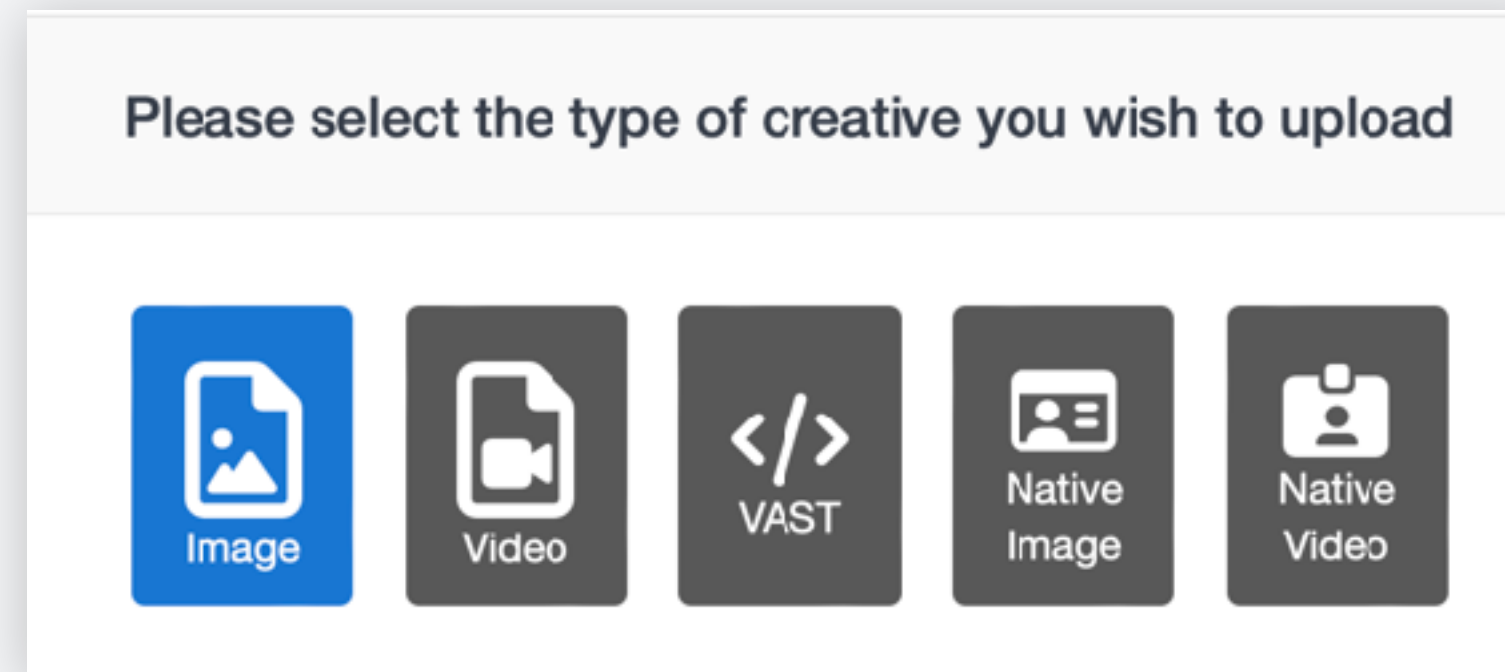 Please select the type of creative you wish to upload
Image
Video
</>
VAST
Native
Image
Native
Video